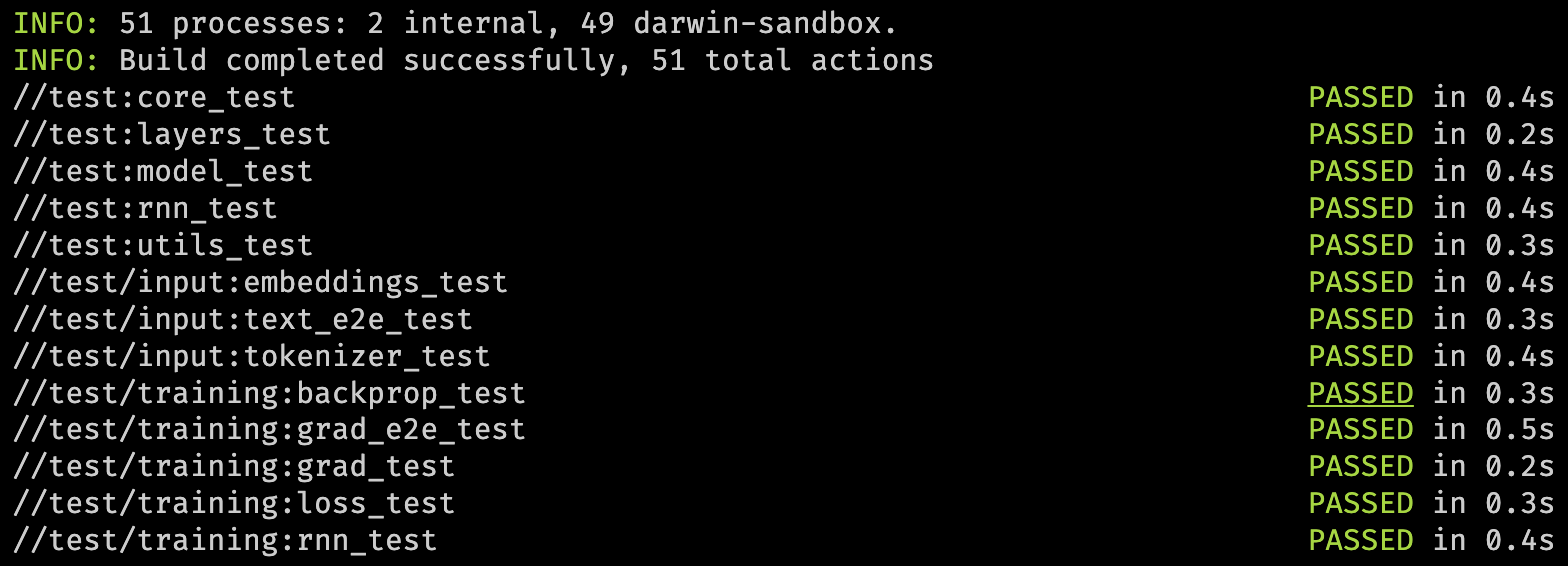 INFO: 51 processes: 2 internal, 49 darwin-sandbox.
INFO: Build completed successfully, 51 total actions
//test:core_test PASSED in 0.4s
//test:layers_test PASSED in 0.2s
//test:model_test PASSED in 0.4s
//test:rnn_test PASSED in 0.4s
//test:utils_test PASSED in 0.3s
//test/input:embeddings_test PASSED in 0.4s
//test/input:text_e2e_test PASSED in 0.3s
//test/input:tokenizer_test PASSED in 0.4s
//test/training:backprop_test PASSED in 0.3s
//test/training:grad_e2e_test PASSED in 0.5s
//test/training:grad_test PASSED in 0.2s
//test/training:loss_test PASSED in 0.3s
//test/training:rnn_test PASSED in 0.4s